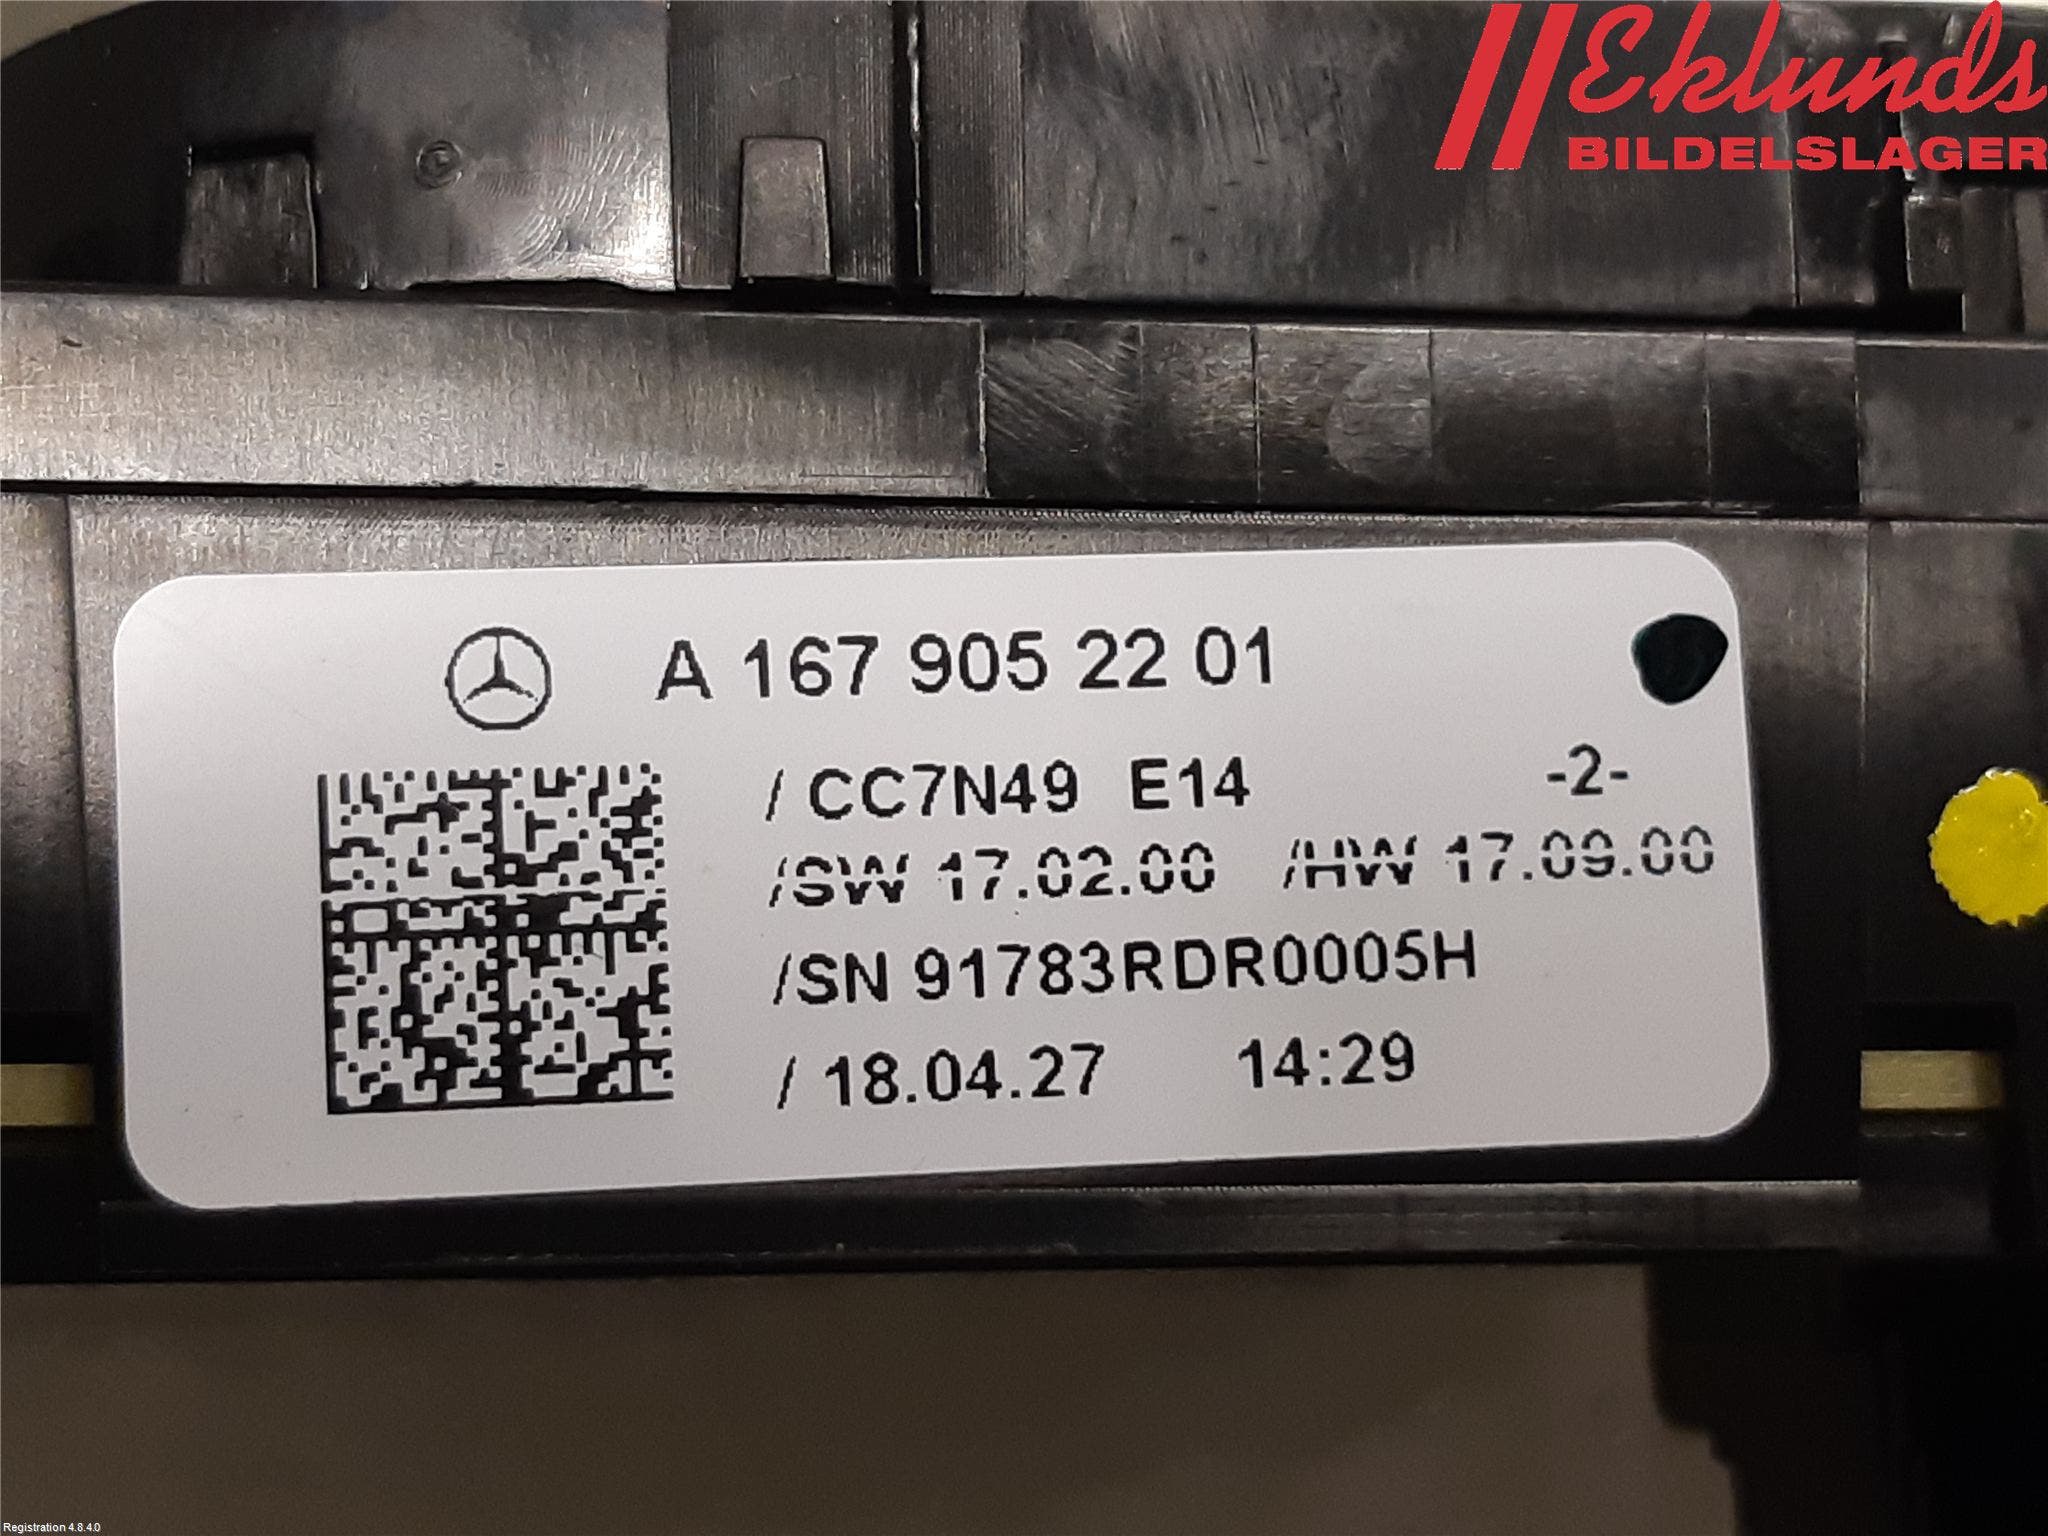 Eklunds
BILDELSLAGER
A 167 905 22 01
/ CC7N49 E14 -2-
/SW 17.02.00 /HW 17.09.00
/SN 91783RDR0005H
/ 18.04.27 14:29
Registration 4.8.4.0